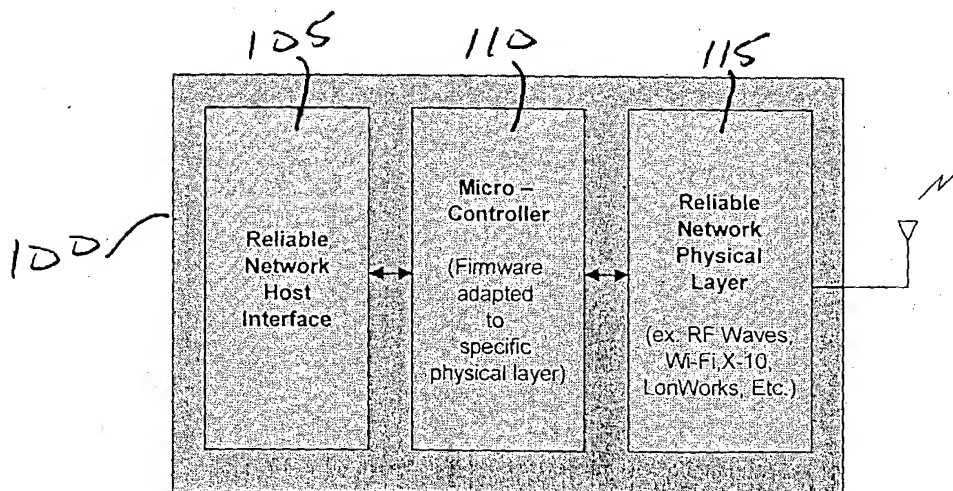 105
110
115
100
Reliable
Network
Host
Interface
Micro –
Controller
(Firmware
adapted
to
specific
physical layer)
Reliable
Network
Physical
Layer
(ex. RF Waves,
Wi-Fi,X-10,
LonWorks, Etc.)
N